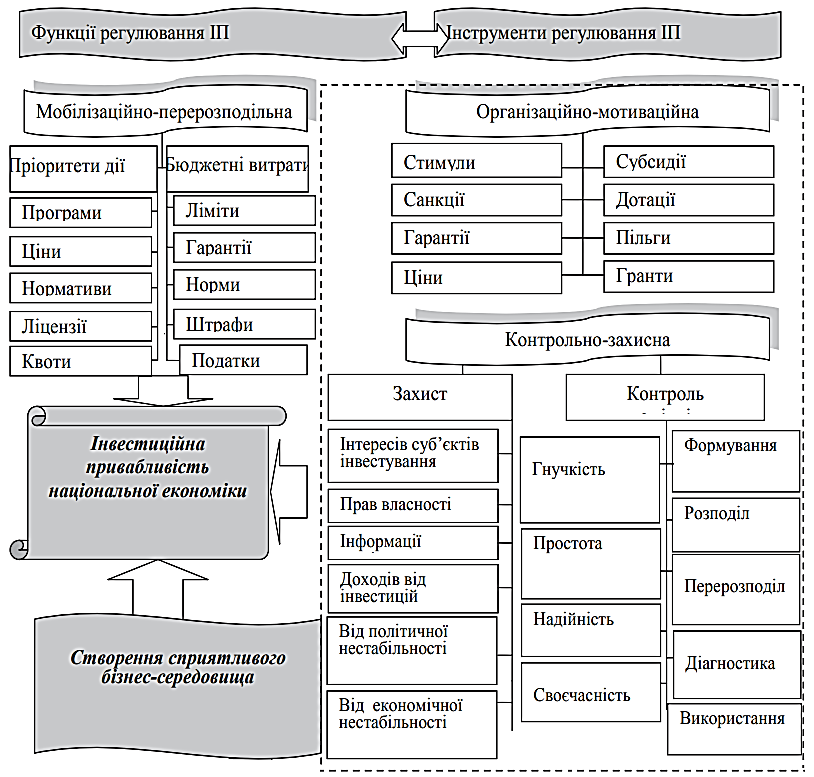 Функції регулювання ІП
Інструменти регулювання ІП
Мобілізаційно-перерозподільна
Пріоритети дії
Програми
Ціни
Нормативи
Ліцензії
Квоти
Бюджетні витрати
Ліміти
Гарантії
Норми
Штрафи
Податки
Організаційно-мотиваційна
Стимули
Санкції
Гарантії
Ціни
Субсидії
Дотації
Пільги
Гранти
Контрольно-захисна
Захист
Інтересів суб’єктів
інвестування
Прав власності
Інформації
Доходів від
інвестицій
Від політичної
нестабільності
Від економічної
нестабільності
Контроль
Гнучкість
Простота
Надійність
Своєчасність
Формування
Розподіл
Перерозподіл
Діагностика
Використання
Інвестиційна
привабливість
національної економіки
Створення сприятливого
бізнес-середовища